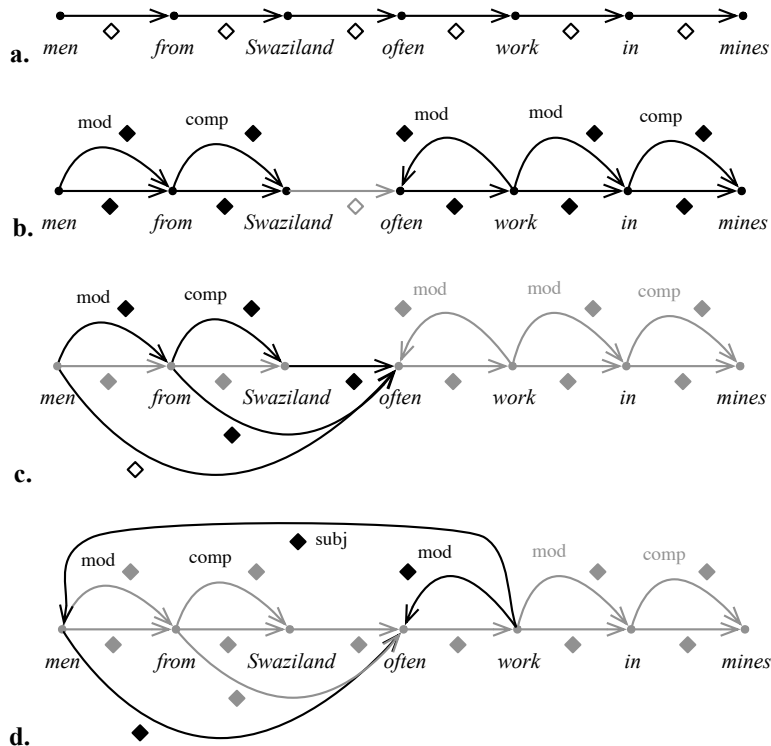 men from Swaziland often work in mines
a.
mod comp mod mod comp
men from Swaziland often work in mines
b.
mod comp mod mod comp
men from Swaziland often work in mines
c.
subj
mod comp mod mod comp
men from Swaziland often work in mines
d.